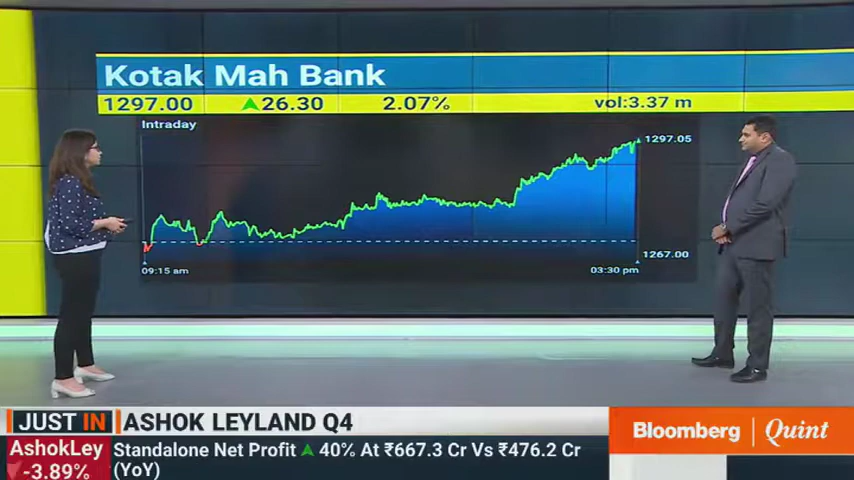 Kotak Mah Bank
1297.00 ▲26.30 2.07% vol:3.37 m
Intraday
1297.05
1267.00
09:15 am 03:30 pm
JUST IN ASHOK LEYLAND Q4
AshokLey
▼-3.89%
Standalone Net Profit ▲ 40% At ₹667.3 Cr Vs ₹476.2 Cr
(YoY)
Bloomberg | Quint